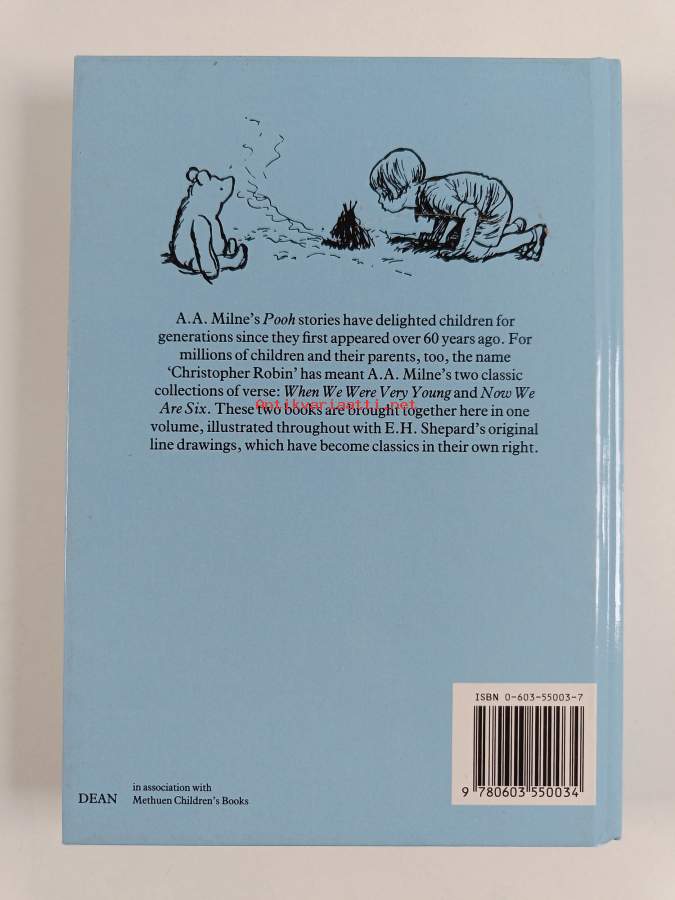 A.A. Milne's Pooh stories have delighted children for
generations since they first appeared over 60 years ago. For
millions of children and their parents, too, the name
‘Christopher Robin’ has meant A.A. Milne's two classic
collections of verse: When We Were Very Young and Now We
Are Six. These two books are brought together here in one
Antikvariaatti.net
volume, illustrated throughout with E.H. Shepard's original
line drawings, which have become classics in their own right.
ISBN 0-603-55003-7
9 780603 550034
in association with
DEAN Methuen Children's Books